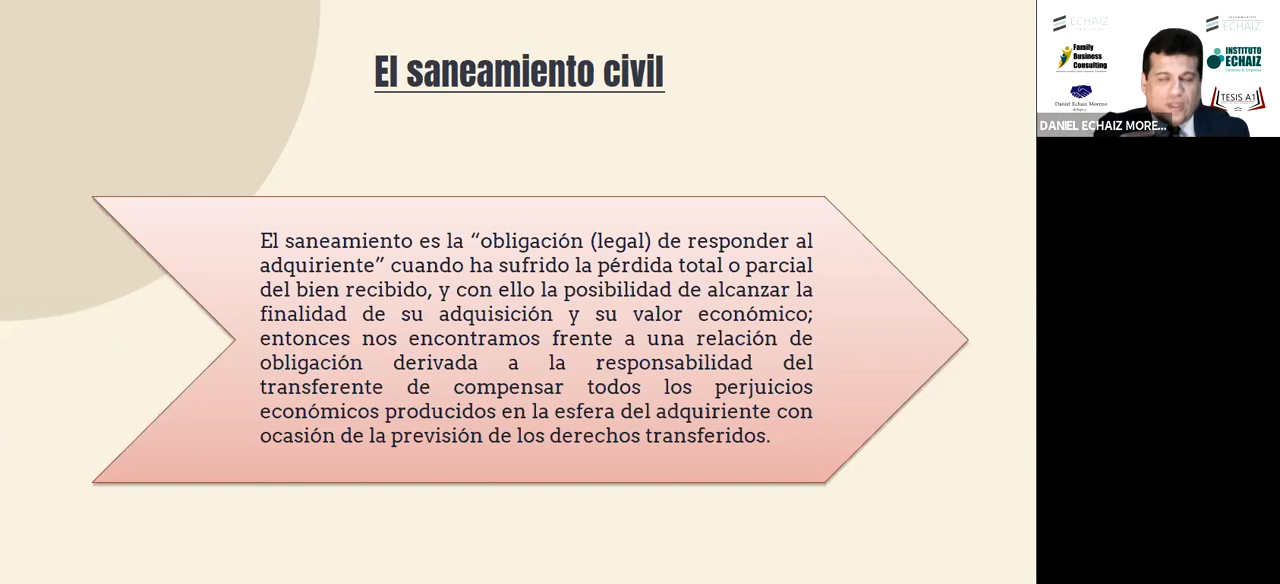 El saneamiento civil
El saneamiento es la “obligación (legal) de responder al
adquiriente” cuando ha sufrido la pérdida total o parcial
del bien recibido, y con ello la posibilidad de alcanzar la
finalidad de su adquisición y su valor económico;
entonces nos encontramos frente a una relación de
obligación derivada a la responsabilidad del
transferente de compensar todos los perjuicios
económicos producidos en la esfera del adquiriente con
ocasión de la previsión de los derechos transferidos.
ECHAIZ
ECHAIZ
Family
Business
Consulting
INSTITUTO
ECHAIZ
Derecho & Empresa
Daniel Echaiz Moreno
TESIS A1
DANIEL ECHAIZ MORE...